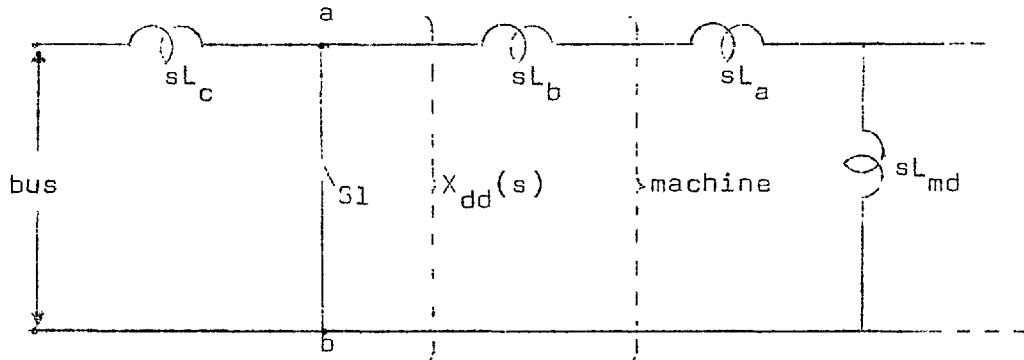 a
sL_c
sL_b
sL_a
bus
S1
X_dd(s)
machine
sL_md
b